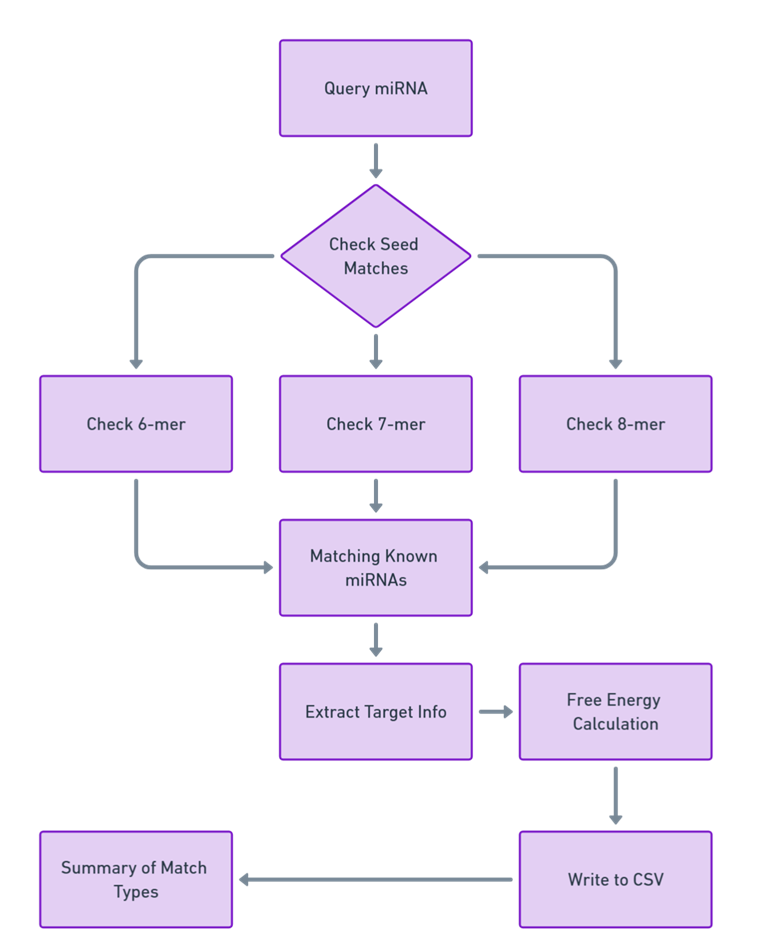 Query miRNA
Check Seed
Matches
Check 6-mer
Check 7-mer
Check 8-mer
Matching Known
miRNAs
Extract Target Info
Free Energy
Calculation
Summary of Match
Types
Write to CSV